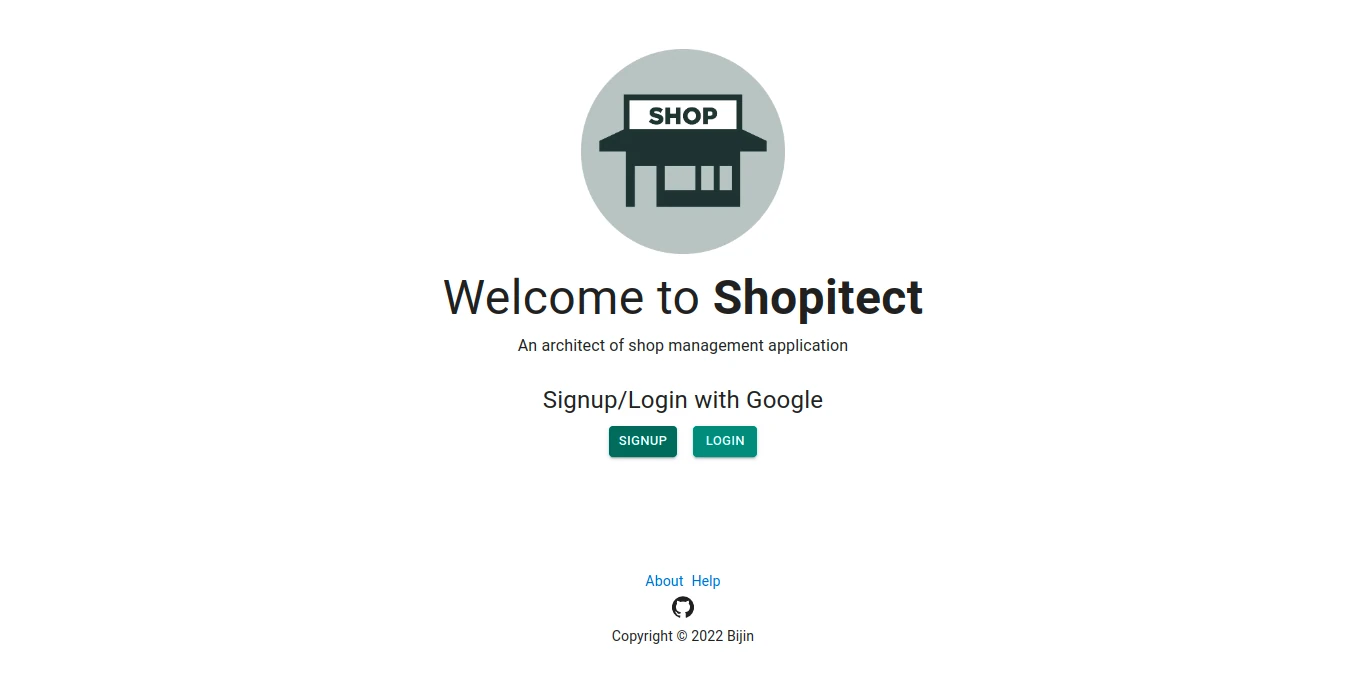 SHOP
Welcome to Shopitect
An architect of shop management application
Signup/Login with Google
SIGNUP LOGIN
About Help
Copyright © 2022 Bijin